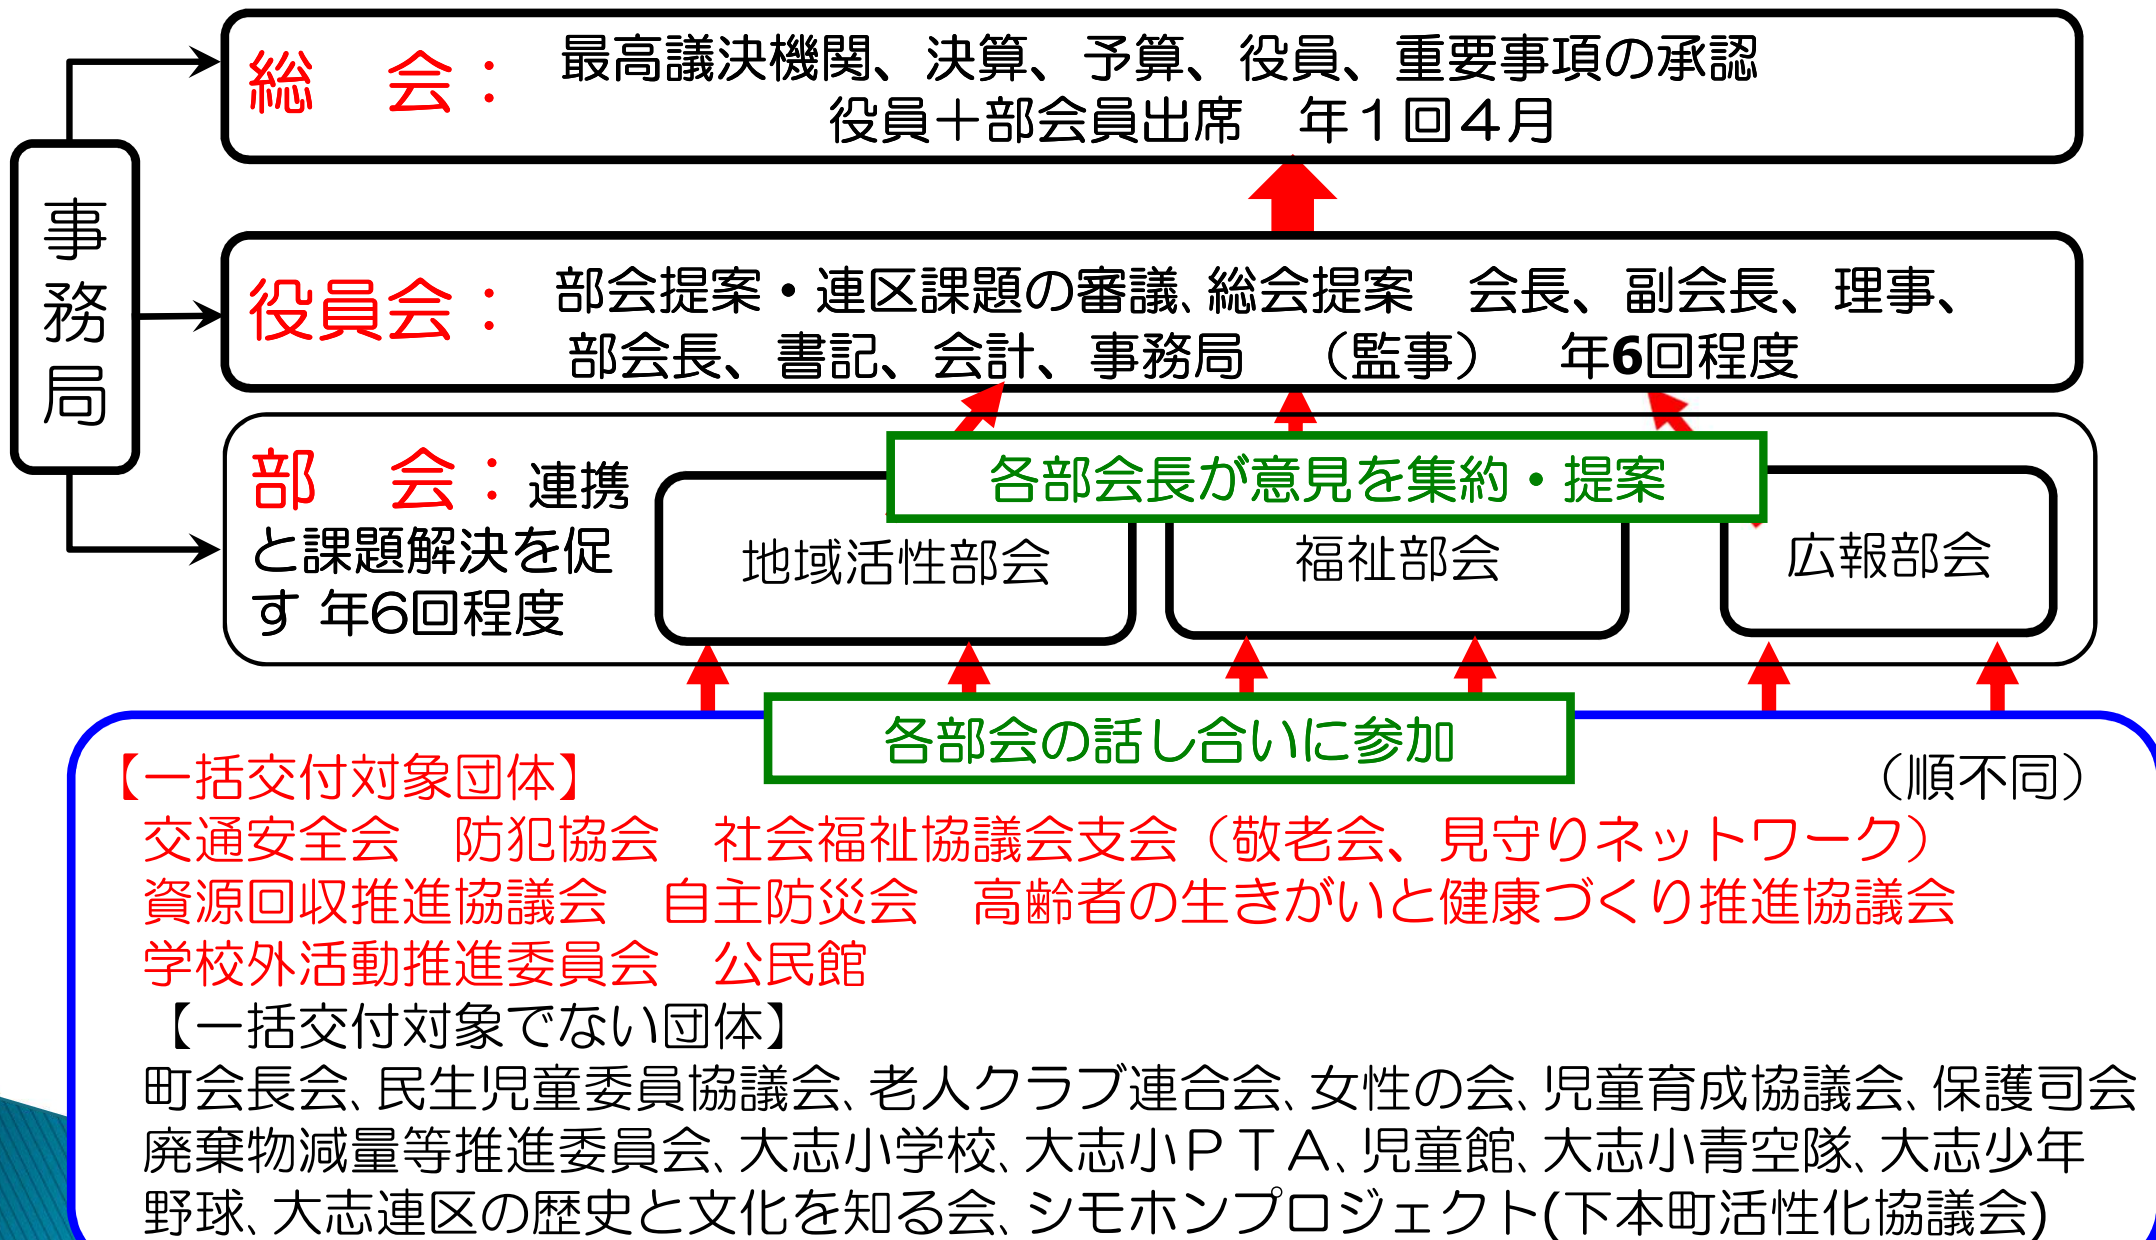 総　会：　最高議決機関、決算、予算、役員、重要事項の承認
役員＋部会員出席　年１回４月
事務局
役員会：　部会提案・連区課題の審議、総会提案　会長、副会長、理事、
部会長、書記、会計、事務局　（監事）　年6回程度
各部会長が意見を集約・提案
部　会：連携
と課題解決を促
す 年６回程度
地域活性部会
福祉部会
広報部会
各部会の話し合いに参加
【一括交付対象団体】
（順不同）
交通安全会　防犯協会　社会福祉協議会支会（敬老会、見守りネットワーク）
資源回収推進協議会　自主防災会　高齢者の生きがいと健康づくり推進協議会
学校外活動推進委員会　公民館
【一括交付対象でない団体】
町会長会、民生児童委員協議会、老人クラブ連合会、女性の会、児童育成協議会、保護司会
廃棄物減量等推進委員会、大志小学校、大志小ＰＴＡ、児童館、大志小青空隊、大志少年
野球、大志連区の歴史と文化を知る会、シモホンプロジェクト(下本町活性化協議会)